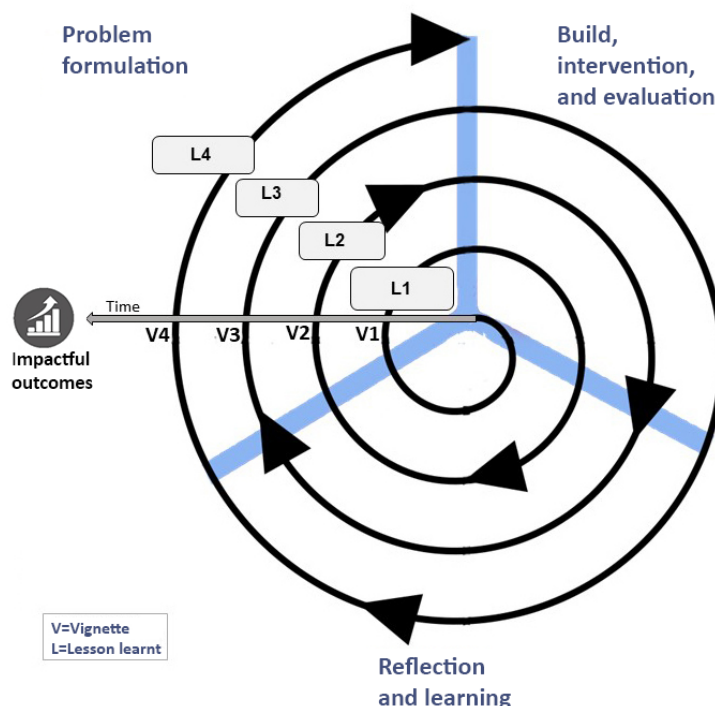 Problem
formulation
Build,
intervention,
and evaluation
L4
L3
L2
L1
Time
V4
V3
V2
V1
Impactful
outcomes
V=Vignette
L=Lesson learnt
Reflection
and learning